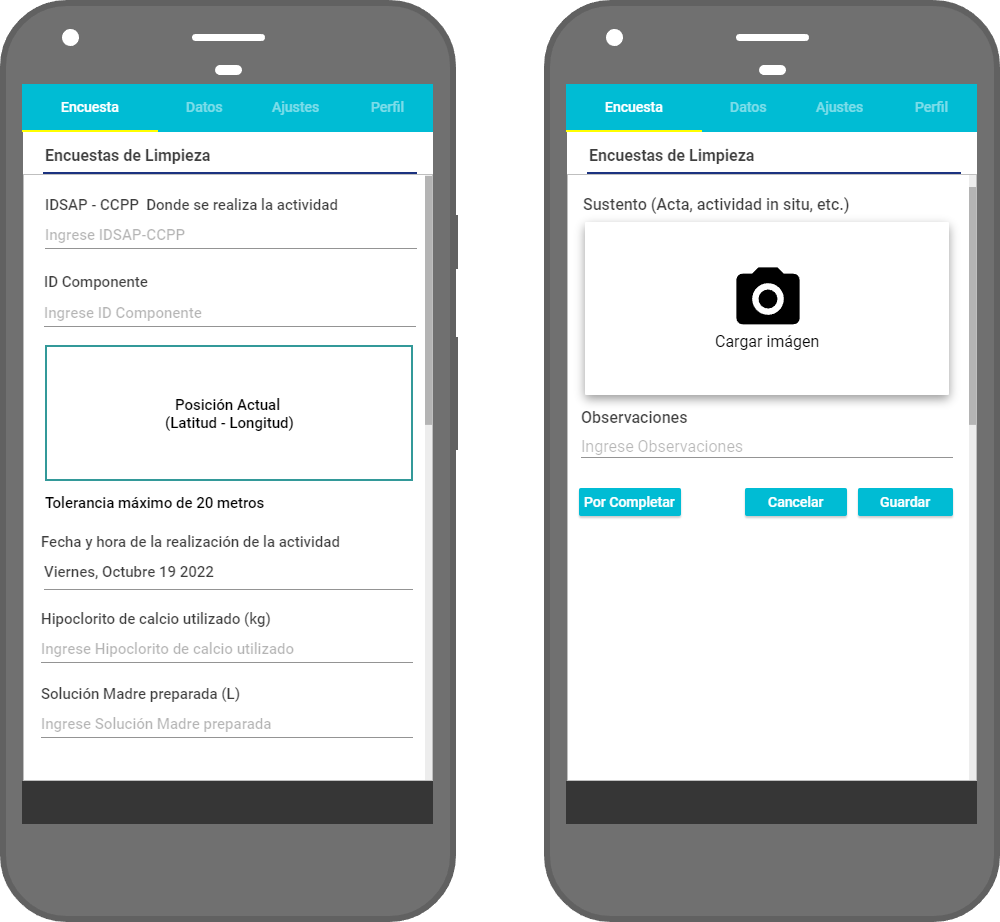 Encuesta Datos Ajustes Perfil
Encuestas de Limpieza
IDSAP - CCPP  Donde se realiza la actividad
Ingrese IDSAP-CCPP
ID Componente
Ingrese ID Componente
Posición Actual
(Latitud - Longitud)
Tolerancia máximo de 20 metros
Fecha y hora de la realización de la actividad
Viernes, Octubre 19 2022
Hipoclorito de calcio utilizado (kg)
Ingrese Hipoclorito de calcio utilizado
Solución Madre preparada (L)
Ingrese Solución Madre preparada
Encuesta Datos Ajustes Perfil
Encuestas de Limpieza
Sustento (Acta, actividad in situ, etc.)
Cargar imágen
Observaciones
Ingrese Observaciones
Por Completar Cancelar Guardar